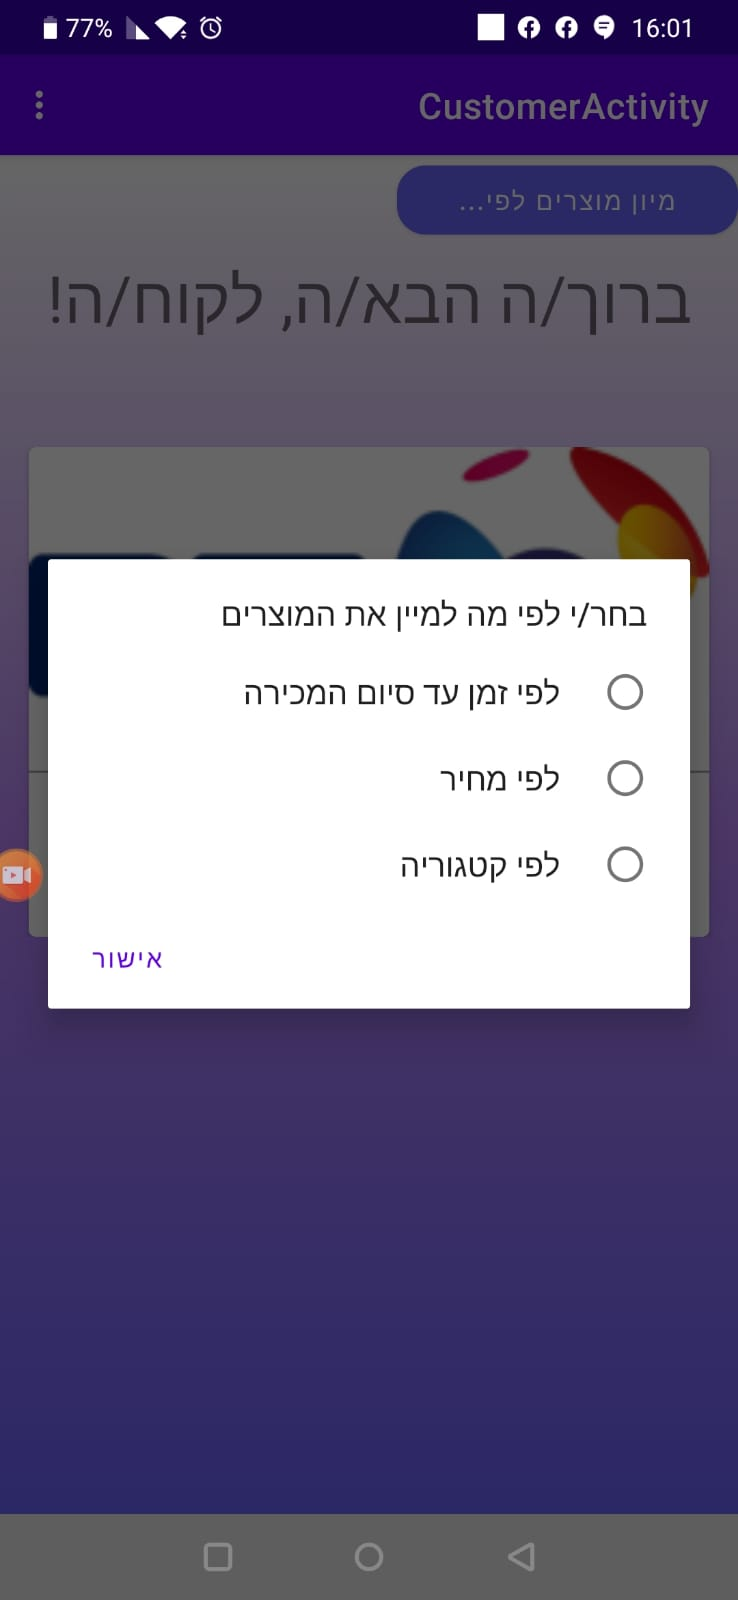 77%
16:01
CustomerActivity
מיון מוצרים לפי...
ברוך/ה הבא/ה, לקוח/ה!
בחר/י לפי מה למיין את המוצרים
לפי זמן עד סיום המכירה
לפי מחיר
לפי קטגוריה
אישור